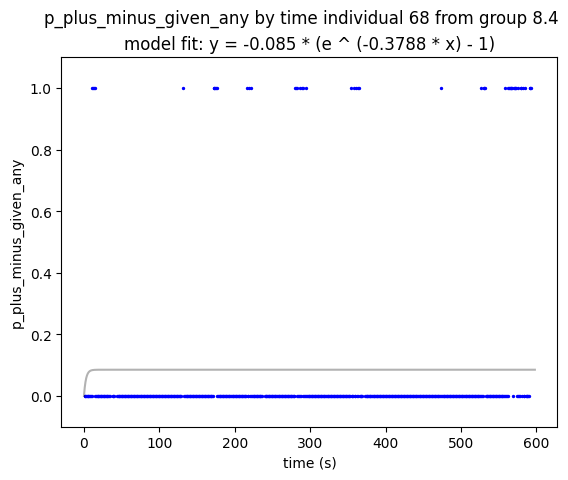 p_plus_minus_given_any by time individual 68 from group 8.4
model fit: y = -0.085 * (e ^ (-0.3788 * x) - 1)
1.0
0.8
0.6
0.4
0.2
0.0
p_plus_minus_given_any
0 100 200 300 400 500 600
time (s)